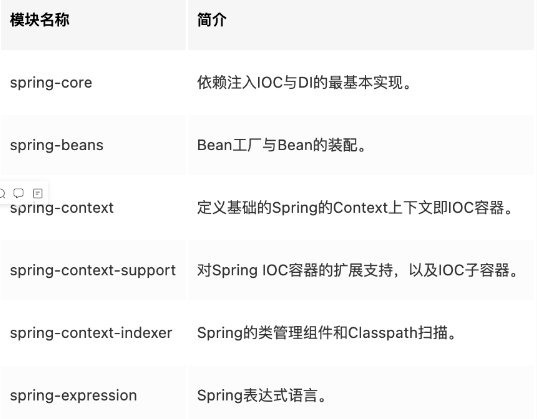 模块名称 简介
spring-core 依赖注入IOC与DI的最基本实现。
spring-beans Bean工厂与Bean的装配。
spring-context 定义基础的Spring的Context上下文即IOC容器。
spring-context-support 对Spring IOC容器的扩展支持，以及IOC子容器。
spring-context-indexer Spring的类管理组件和Classpath扫描。
spring-expression Spring表达式语言。